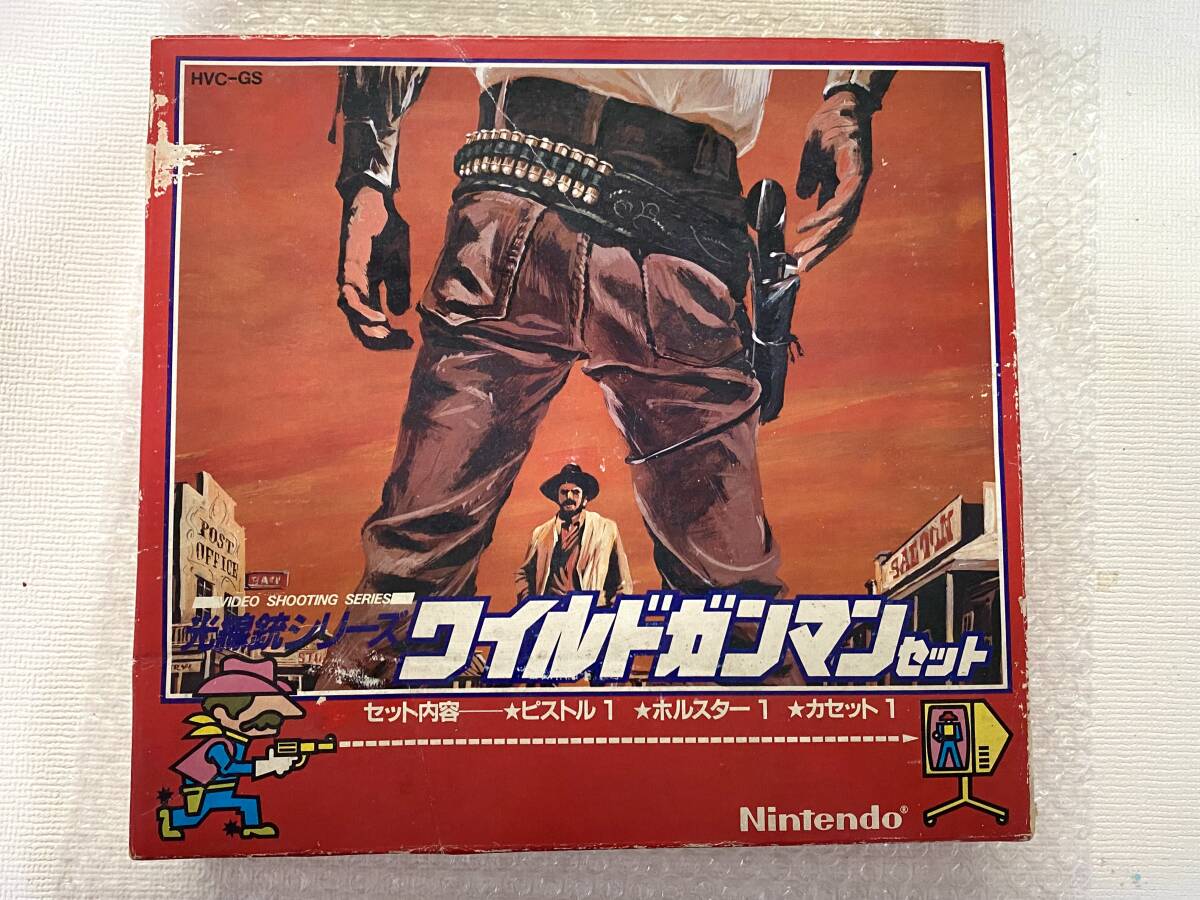 HVC-GS
POST
OFFICE
SALOON
VIDEO SHOOTING SERIES
光線銃シリーズ ワイルドガンマンセット
セット内容——★ピストル1 ★ホルスター1 ★カセット1
Nintendo®